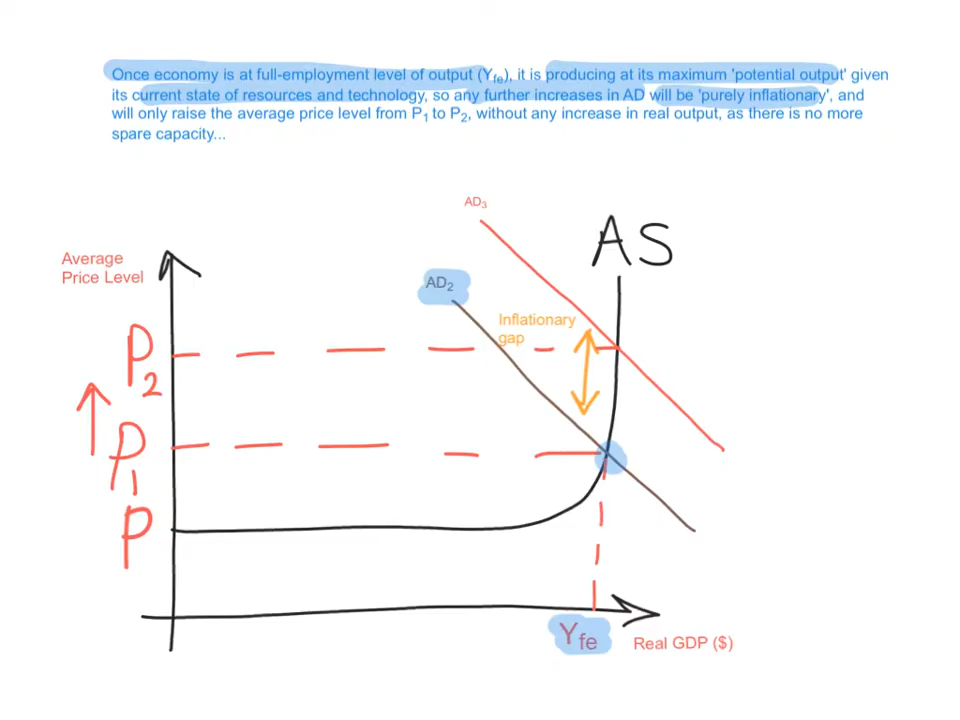 Once economy is at full-employment level of output (Yfe), it is producing at its maximum 'potential output' given
its current state of resources and technology, so any further increases in AD will be 'purely inflationary', and
will only raise the average price level from P1 to P2, without any increase in real output, as there is no more
spare capacity...
AD3
AS
Average
Price Level
AD2
Inflationary
gap
P2
P1
P
Yfe
Real GDP ($)